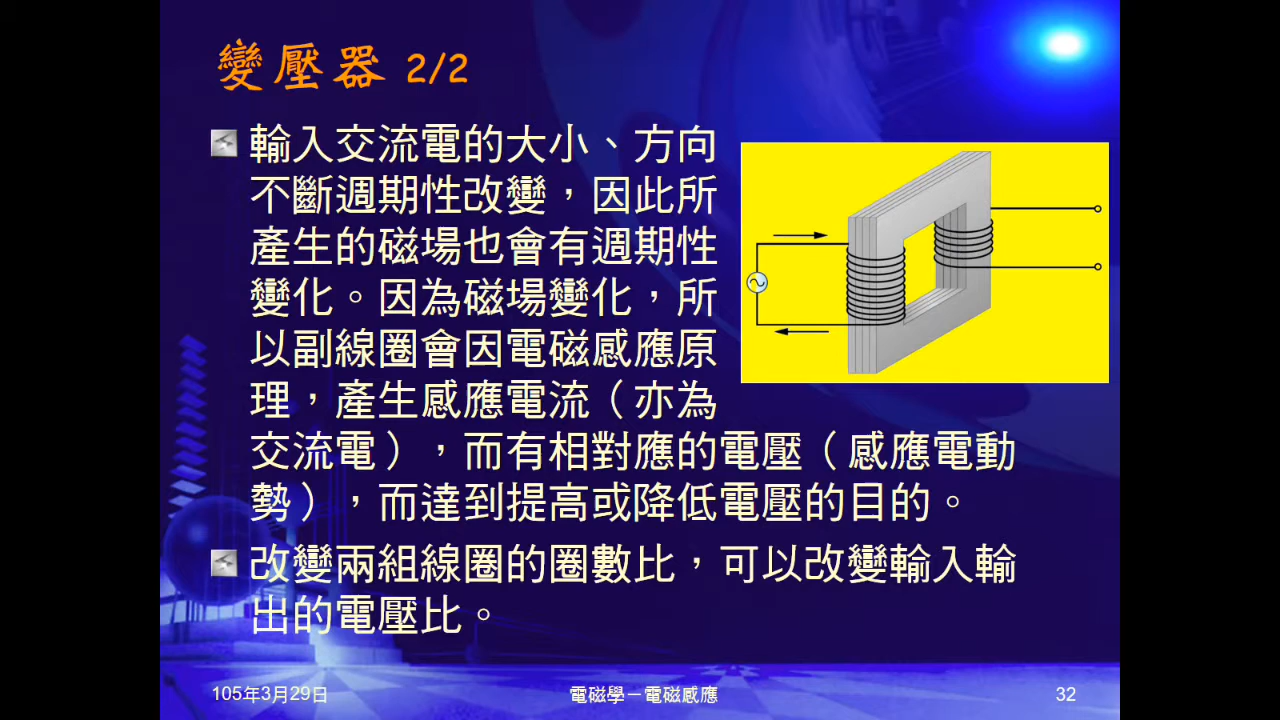 變壓器 2/2
輸入交流電的大小、方向
不斷週期性改變，因此所
產生的磁場也會有週期性
變化。因為磁場變化，所
以副線圈會因電磁感應原
理，產生感應電流（亦為
交流電），而有相對應的電壓（感應電動
勢），而達到提高或降低電壓的目的。
改變兩組線圈的圈數比，可以改變輸入輸
出的電壓比。
105年3月29日
電磁學－電磁感應
32